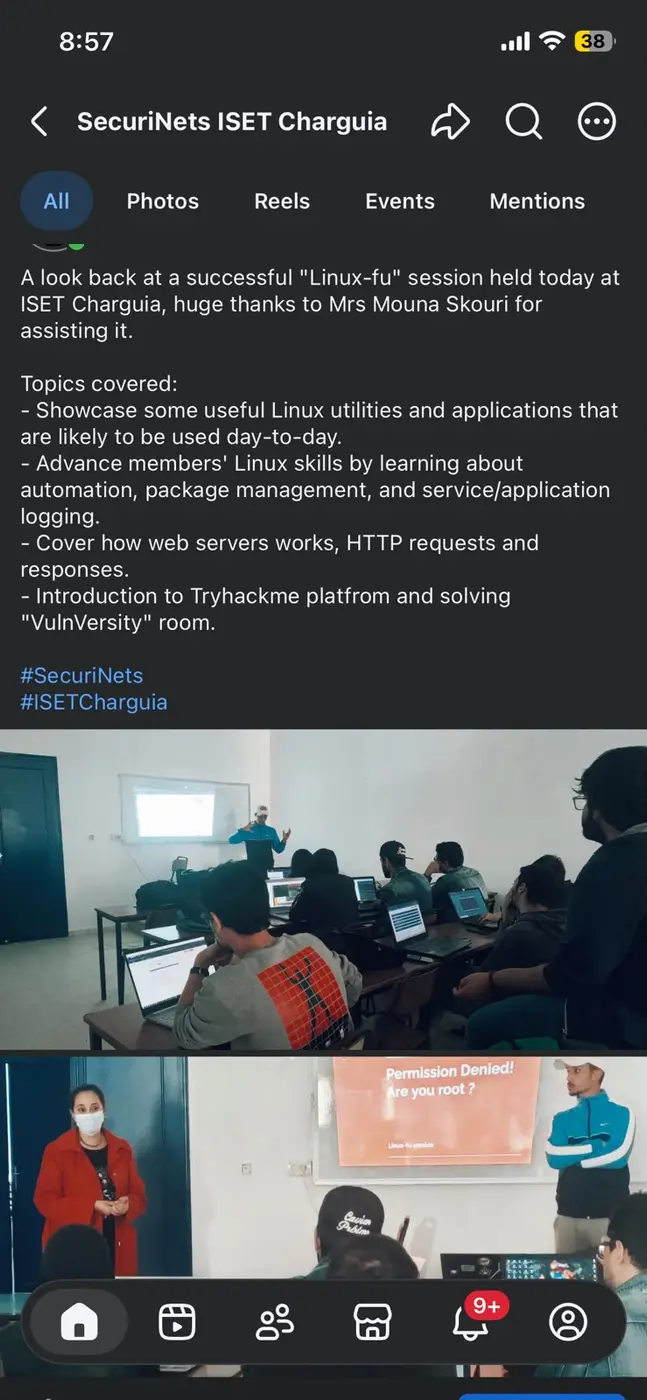 8:57
38
SecuriNets ISET Charguia
All
Photos
Reels
Events
Mentions
A look back at a successful "Linux-fu" session held today at
ISET Charguia, huge thanks to Mrs Mouna Skouri for
assisting it.
Topics covered:
- Showcase some useful Linux utilities and applications that
are likely to be used day-to-day.
- Advance members' Linux skills by learning about
automation, package management, and service/application
logging.
- Cover how web servers works, HTTP requests and
responses.
- Introduction to Tryhackme platfrom and solving
"VulnVersity" room.
#SecuriNets
#ISETCharguia
Permission Denied!
Are you root ?
Linux-fu session
9+